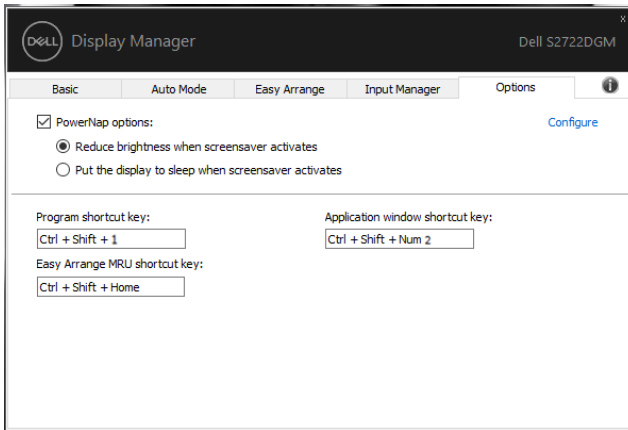 x
DELL Display Manager Dell S2722DGM
Basic Auto Mode Easy Arrange Input Manager Options i
PowerNap options: Configure
Reduce brightness when screensaver activates
Put the display to sleep when screensaver activates
Program shortcut key: Application window shortcut key:
Ctrl + Shift + 1 Ctrl + Shift + Num 2
Easy Arrange MRU shortcut key:
Ctrl + Shift + Home